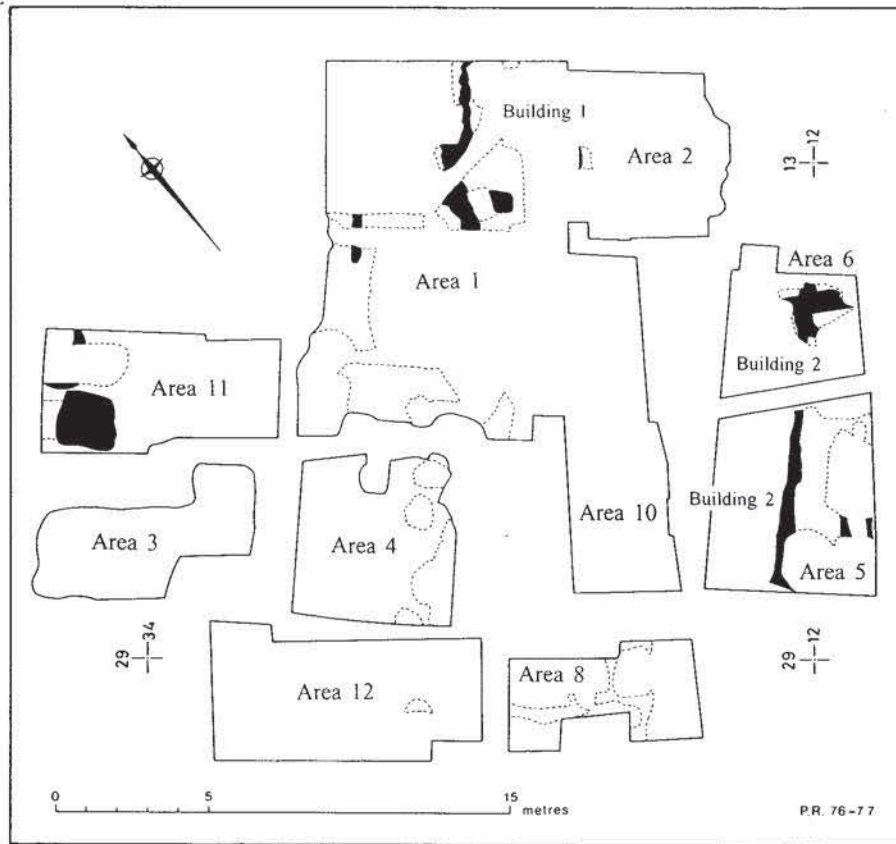 Building 1
Area 2
13 12
Area 6
Area 1
Building 2
Area 11
Building 2
Area 10
Area 3
Area 4
Area 5
29 34
29 12
Area 12
Area 8
0 5 15 metres
P.R. 76-77